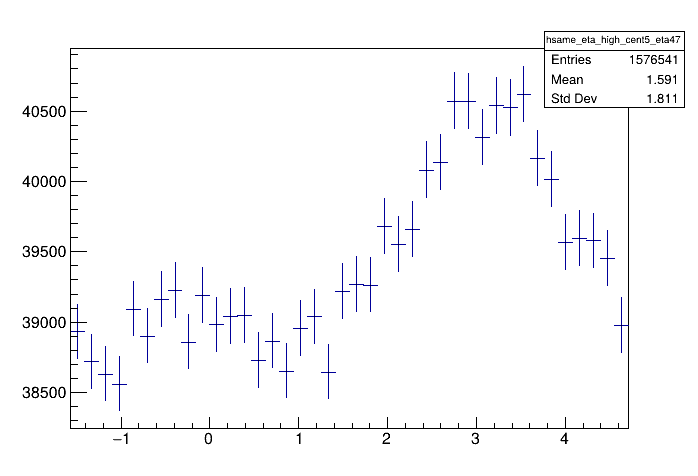 hsame_eta_high_cent5_eta47
Entries 1576541
Mean 1.591
Std Dev 1.811
40500
40000
39500
39000
38500
−1 0 1 2 3 4